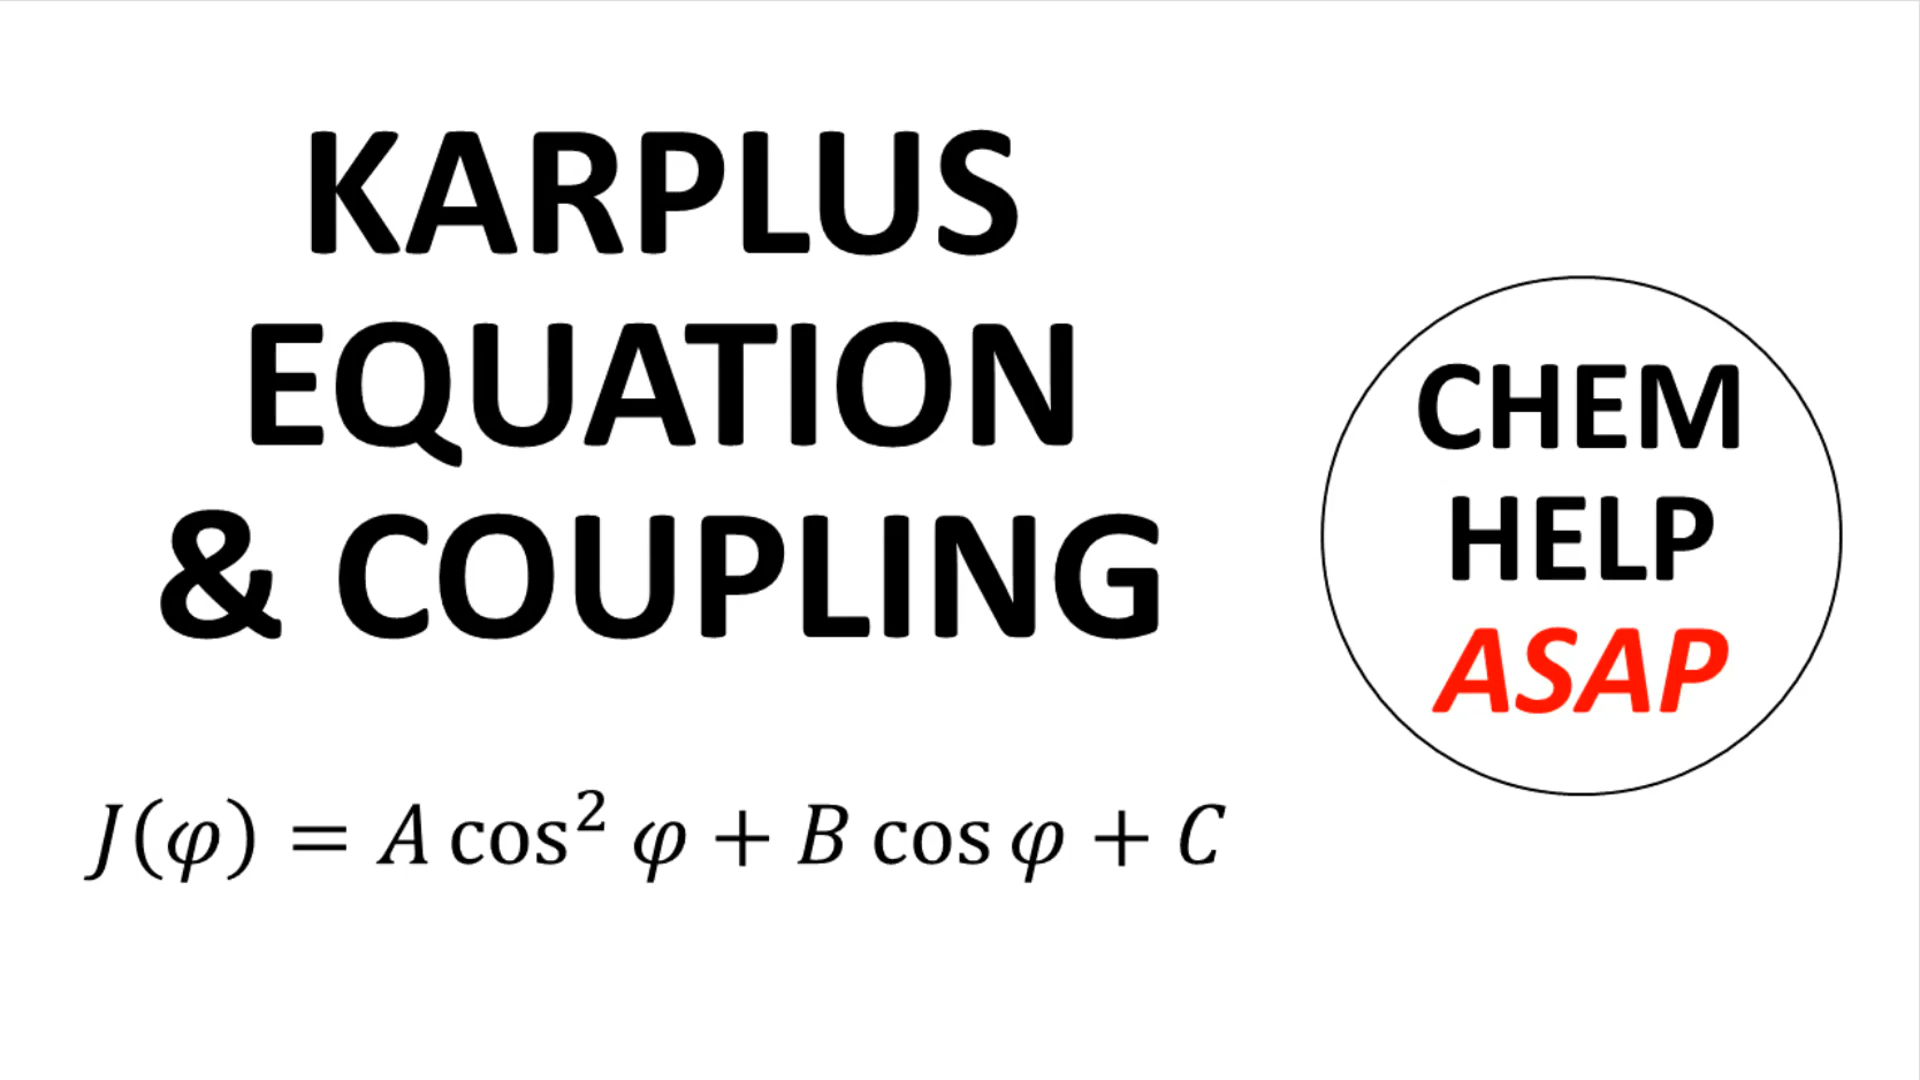 KARPLUS
EQUATION
& COUPLING
J(φ) = A cos² φ + B cos φ + C
CHEM
HELP
ASAP